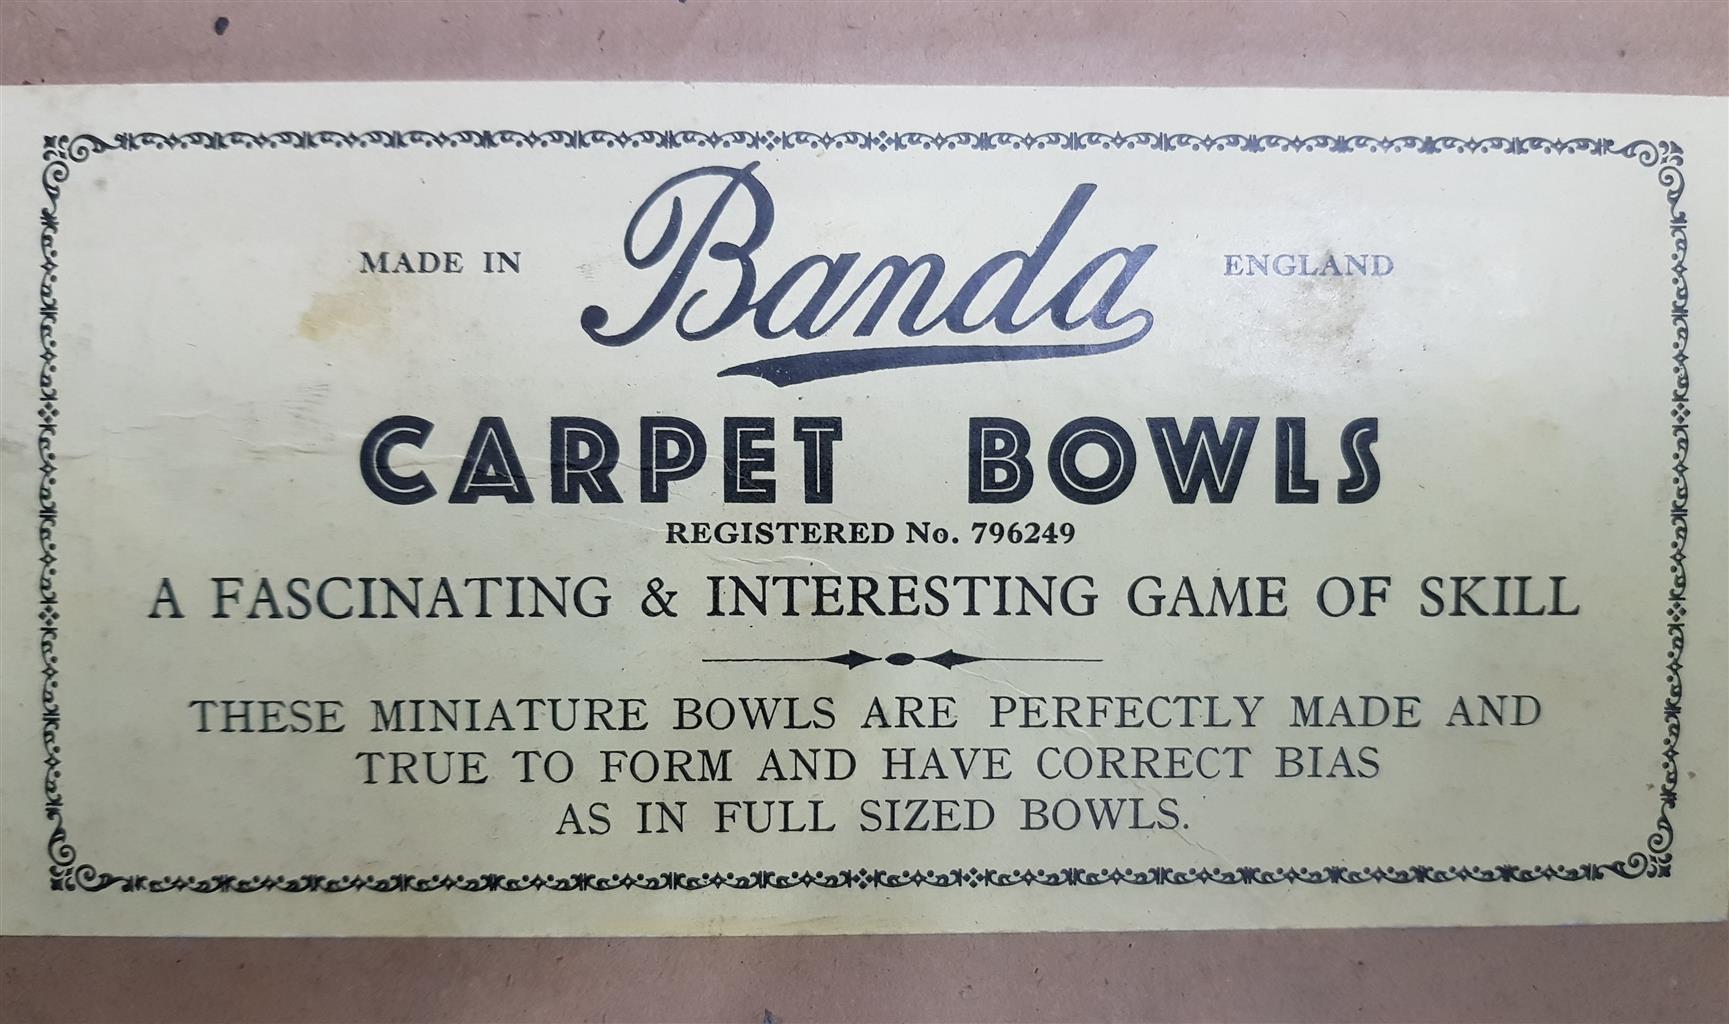 MADE IN Banda ENGLAND
CARPET BOWLS
REGISTERED No. 796249
A FASCINATING & INTERESTING GAME OF SKILL
THESE MINIATURE BOWLS ARE PERFECTLY MADE AND
TRUE TO FORM AND HAVE CORRECT BIAS
AS IN FULL SIZED BOWLS.